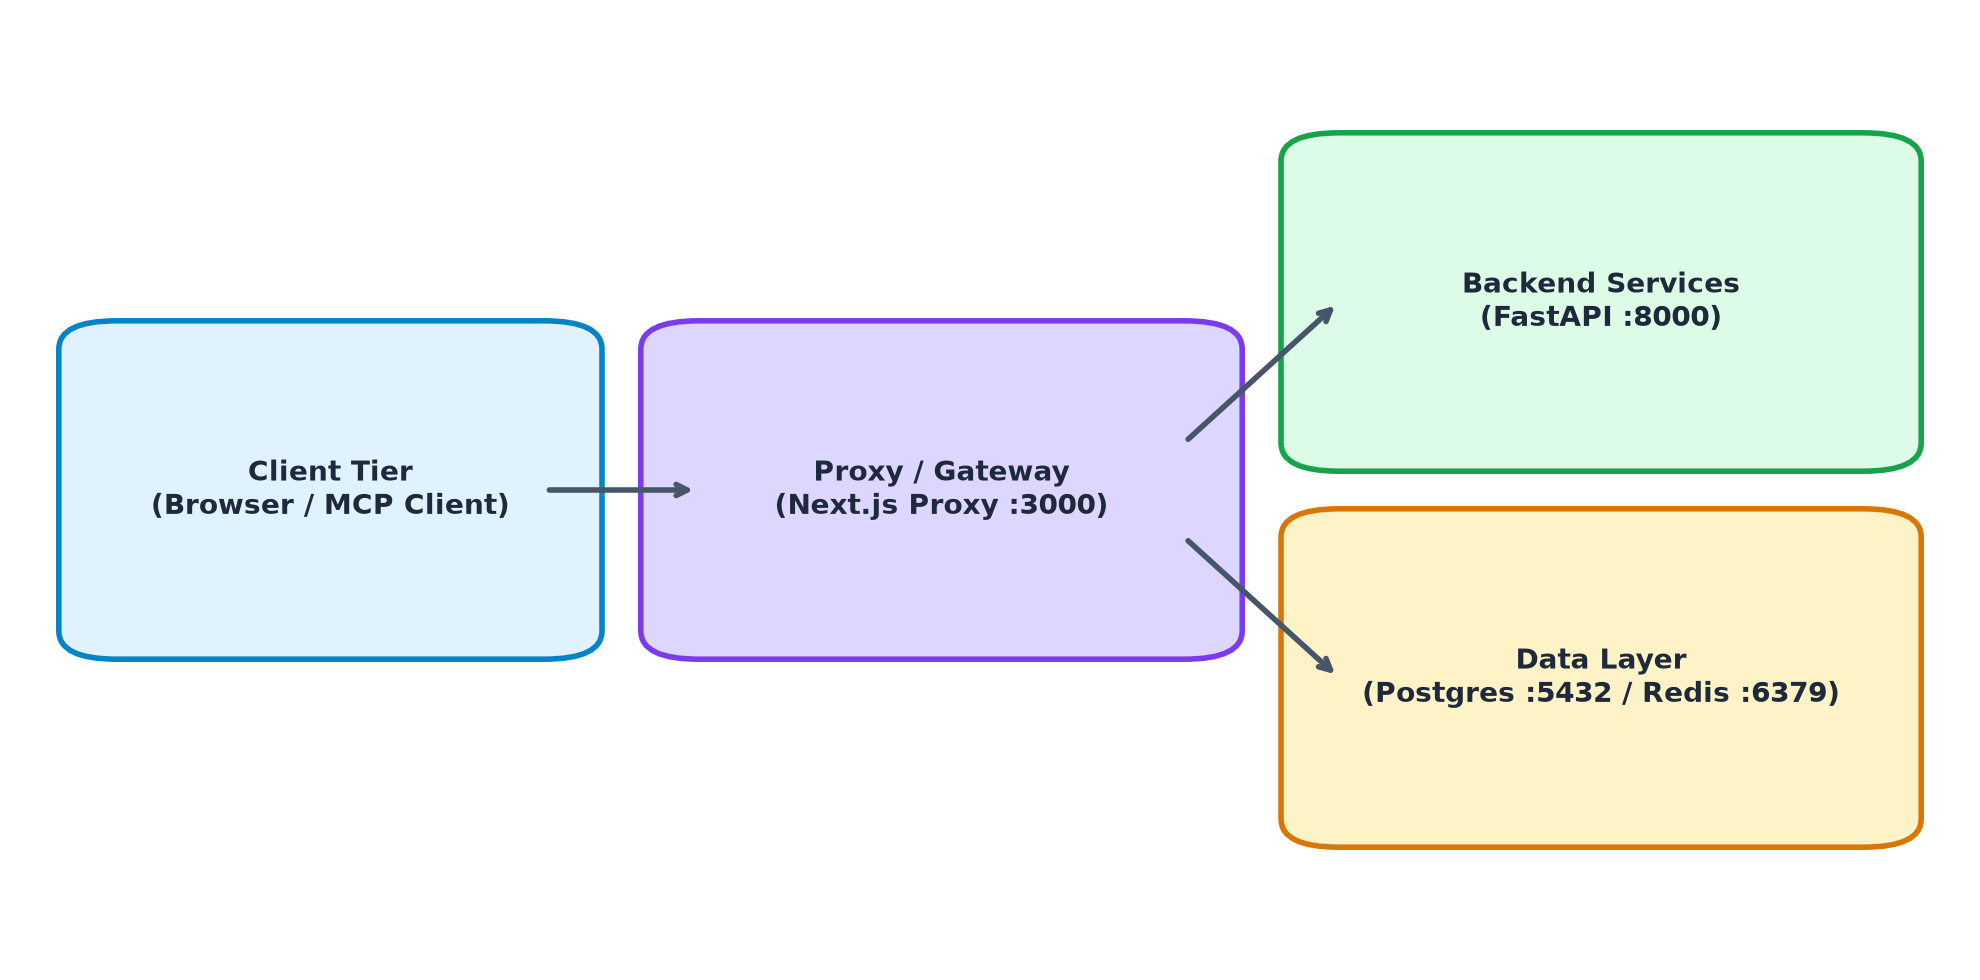 Client Tier
(Browser / MCP Client)
Proxy / Gateway
(Next.js Proxy :3000)
Backend Services
(FastAPI :8000)
Data Layer
(Postgres :5432 / Redis :6379)